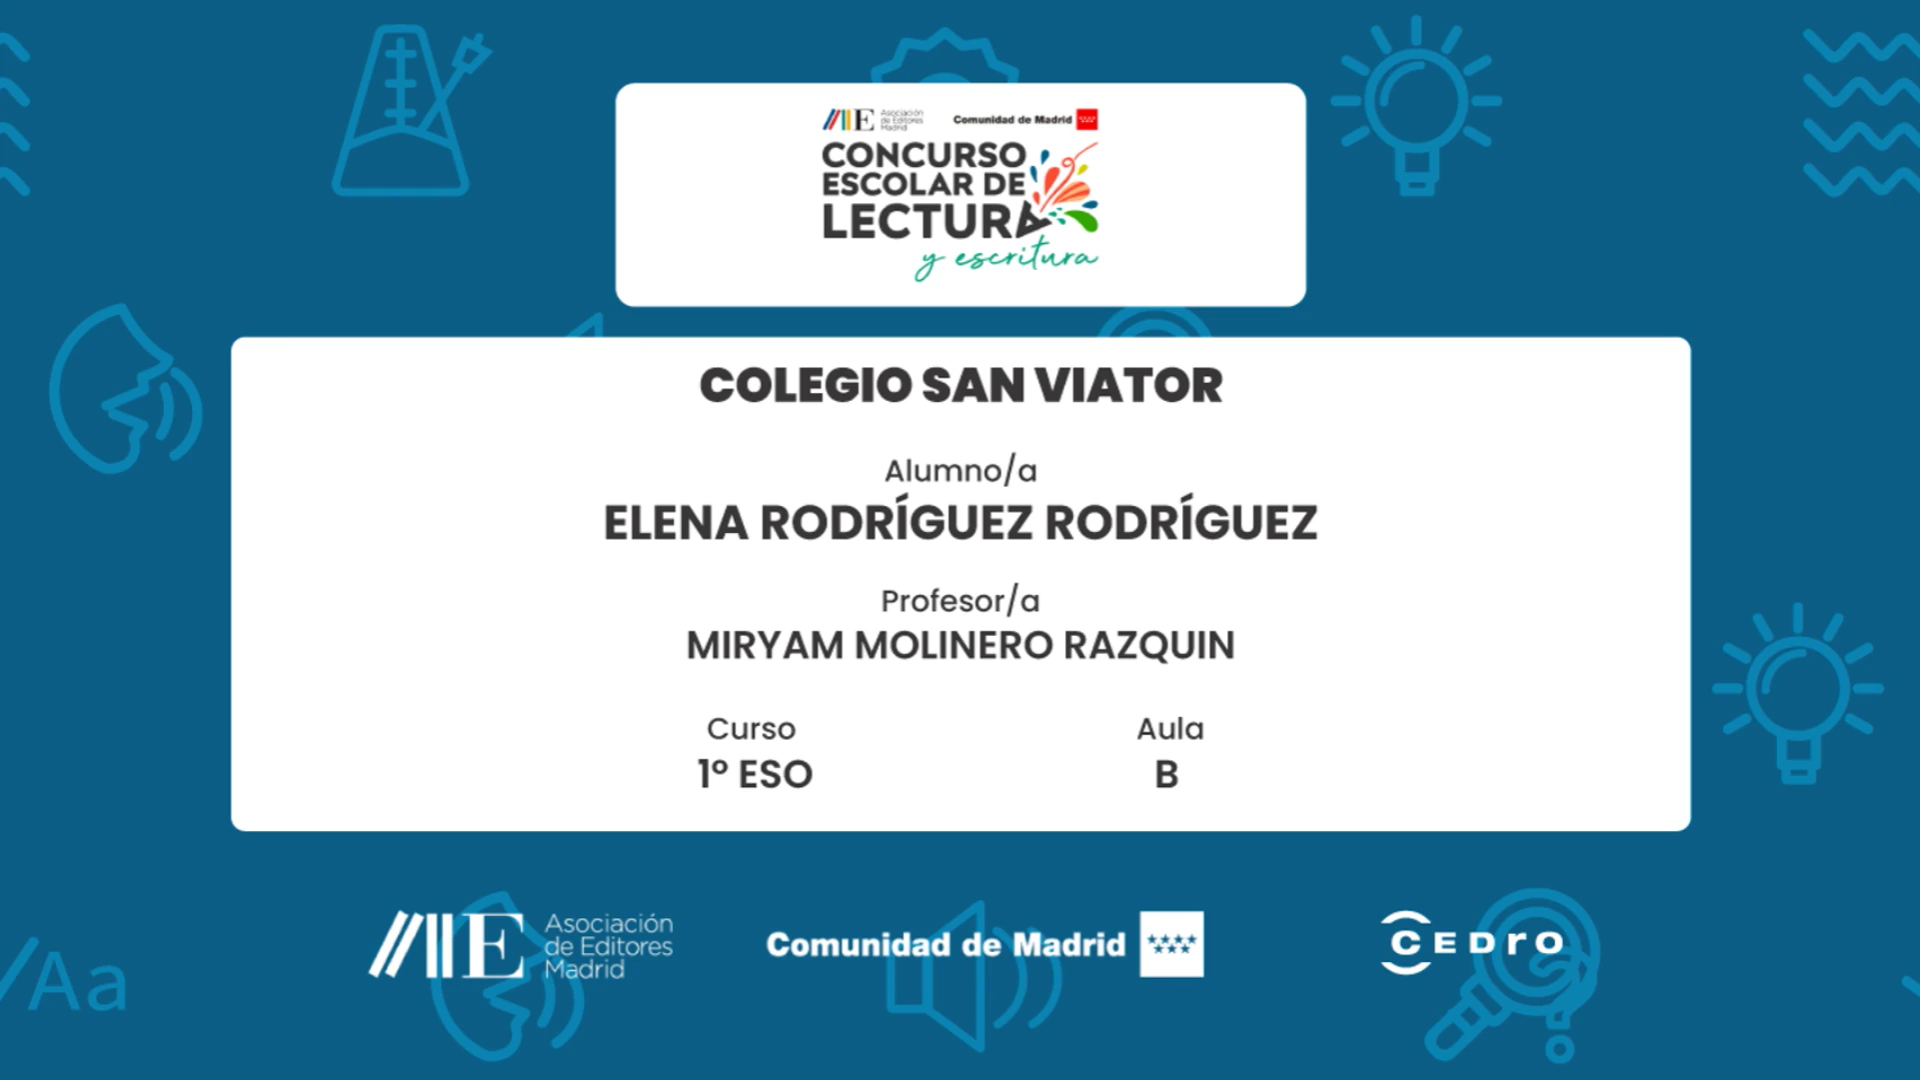 Asociación
de Editores
Madrid
Comunidad de Madrid
CONCURSO
ESCOLAR DE
LECTURA
y escritura
COLEGIO SAN VIATOR
Alumno/a
ELENA RODRÍGUEZ RODRÍGUEZ
Profesor/a
MIRYAM MOLINERO RAZQUIN
Curso
1º ESO
Aula
B
Asociación
de Editores
Madrid
Comunidad de Madrid
CEDro
Aa